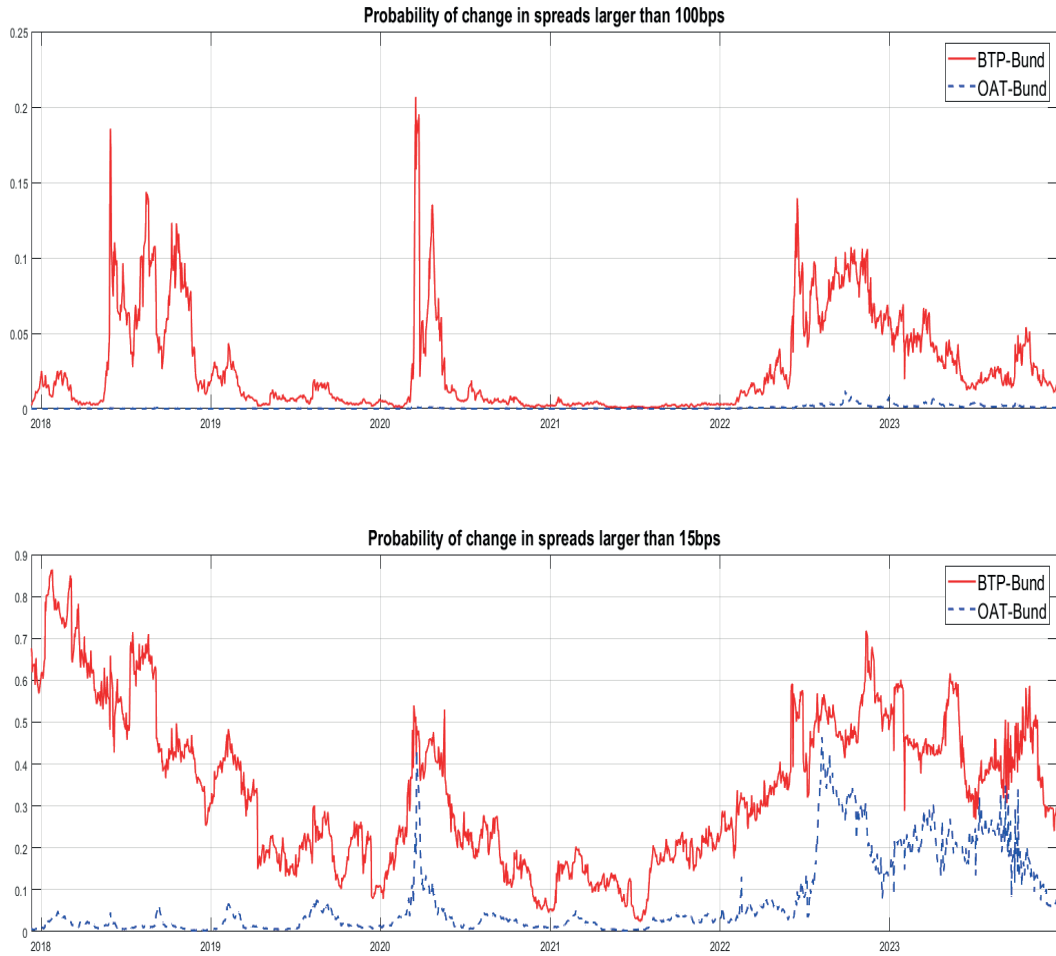 Probability of change in spreads larger than 100bps
0.25
0.2
0.15
0.1
0.05
0
BTP-Bund
OAT-Bund
2018 2019 2020 2021 2022 2023
Probability of change in spreads larger than 15bps
0.9
0.8
0.7
0.6
0.5
0.4
0.3
0.2
0.1
0
BTP-Bund
OAT-Bund
2018 2019 2020 2021 2022 2023